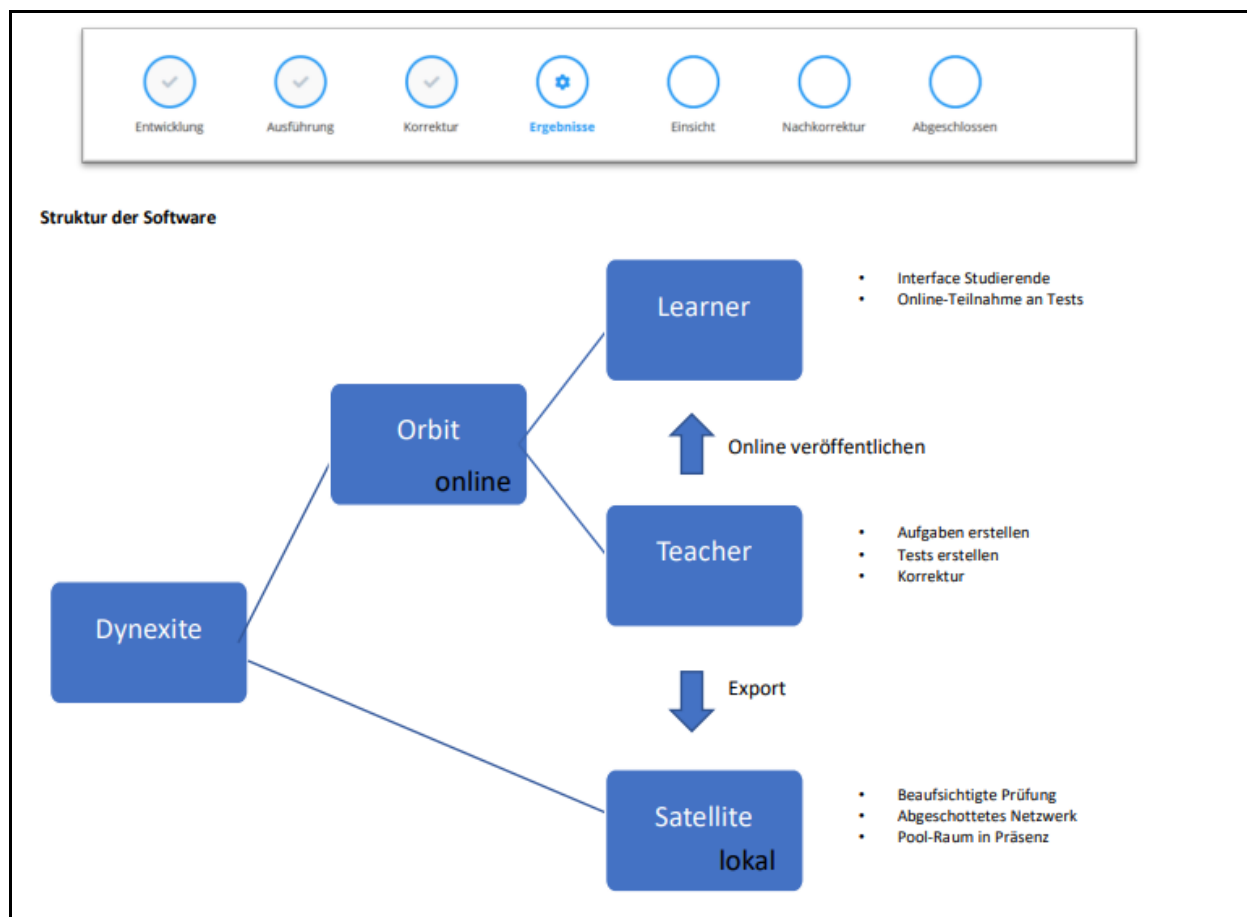 Entwicklung
Ausführung
Korrektur
Ergebnisse
Einsicht
Nachkorrektur
Abgeschlossen
Struktur der Software
Learner
• Interface Studierende
• Online-Teilnahme an Tests
Orbit
online
Online veröffentlichen
Teacher
• Aufgaben erstellen
• Tests erstellen
• Korrektur
Dynexite
Export
Satellite
lokal
• Beaufsichtigte Prüfung
• Abgeschottetes Netzwerk
• Pool-Raum in Präsenz